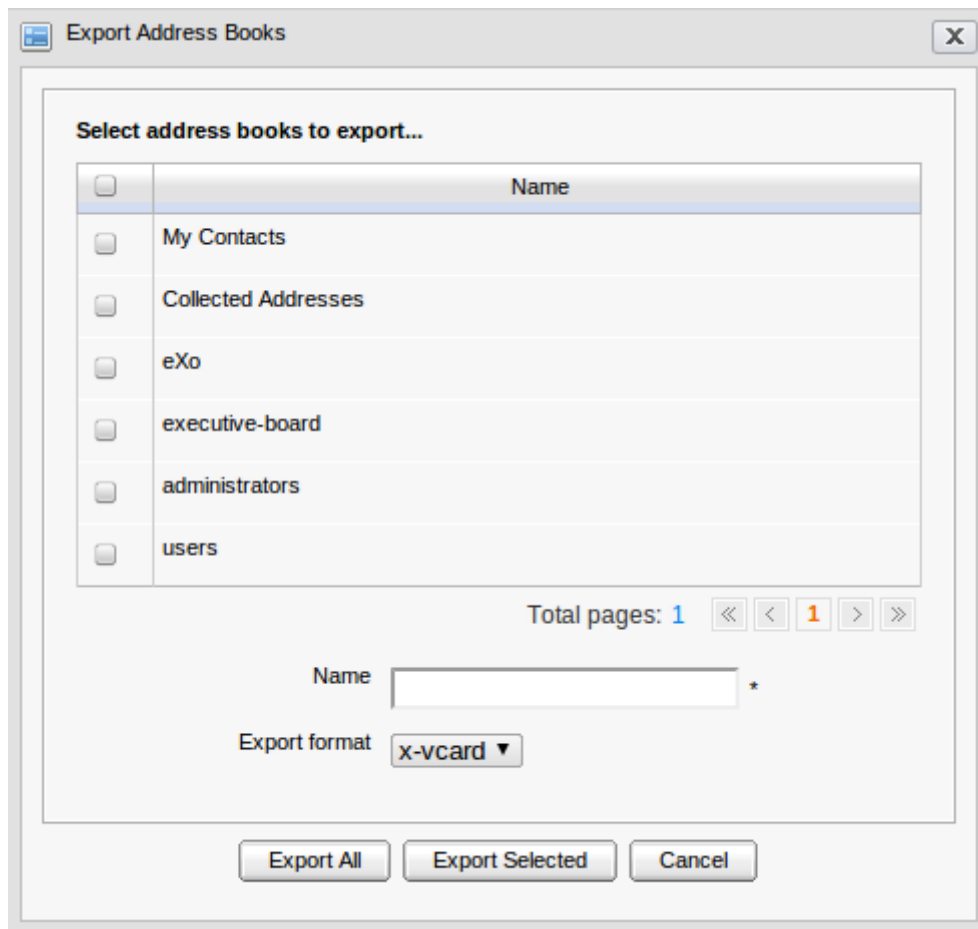 Export Address Books
X
Select address books to export...
Name
My Contacts
Collected Addresses
eXo
executive-board
administrators
users
Total pages: 1 « < 1 > »
Name *
Export format x-vcard ▼
Export All Export Selected Cancel